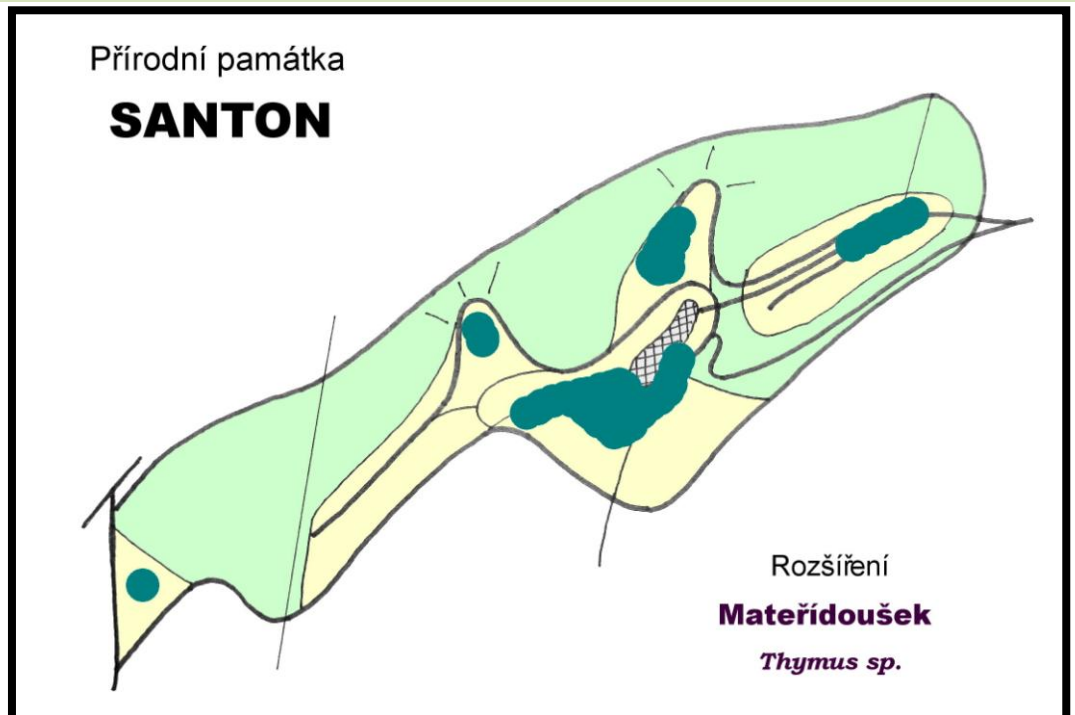 Přírodní památka
SANTON
Rozšíření
Mateřídoušek
Thymus sp.